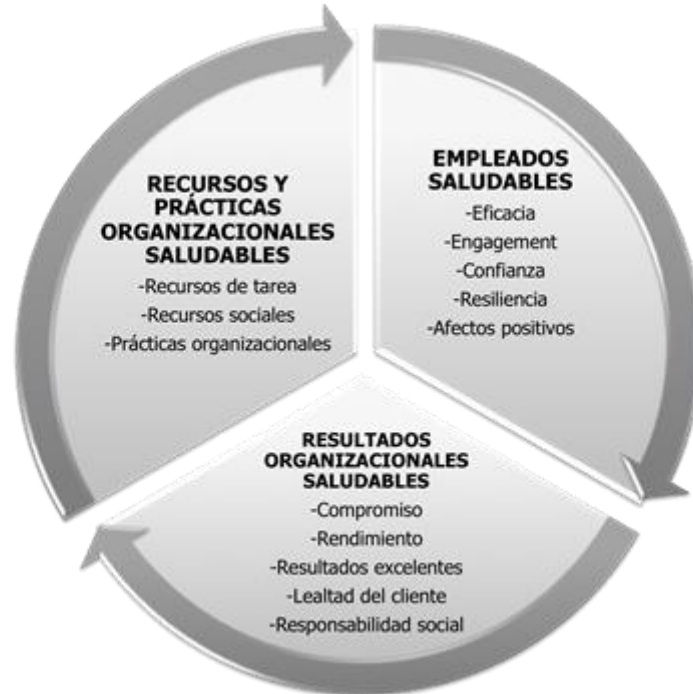 RECURSOS Y
PRÁCTICAS
ORGANIZACIONALES
SALUDABLES
-Recursos de tarea
-Recursos sociales
-Prácticas organizacionales
EMPLEADOS
SALUDABLES
-Eficacia
-Engagement
-Confianza
-Resiliencia
-Afectos positivos
RESULTADOS
ORGANIZACIONALES
SALUDABLES
-Compromiso
-Rendimiento
-Resultados excelentes
-Lealtad del cliente
-Responsabilidad social